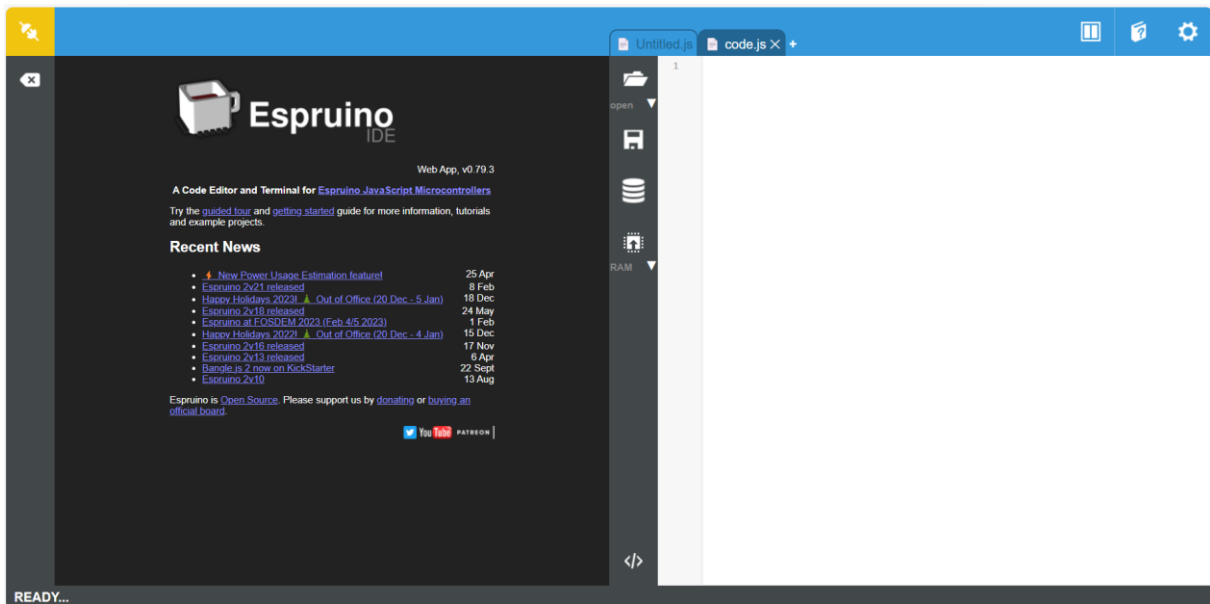 Untitled.js code.js +
Espruino
IDE
open
Web App, v0.79.3
A Code Editor and Terminal for Espruino JavaScript Microcontrollers
Try the guided tour and getting started guide for more information, tutorials
and example projects.
Recent News
New Power Usage Estimation feature! 25 Apr
Espruino 2v21 released 8 Feb
Happy Holidays 2023! Out of Office (20 Dec - 5 Jan) 18 Dec
Espruino 2v18 released 24 May
Espruino at FOSDEM 2023 (Feb 4/5 2023) 1 Feb
Happy Holidays 2022! Out of Office (20 Dec - 4 Jan) 15 Dec
Espruino 2v16 released 17 Nov
Espruino 2v13 released 6 Apr
Bangle.js 2 now on KickStarter 22 Sept
Espruino 2v10 13 Aug
Espruino is Open Source. Please support us by donating or buying an
official board.
YouTube PATREON
RAM
1
</>
READY...